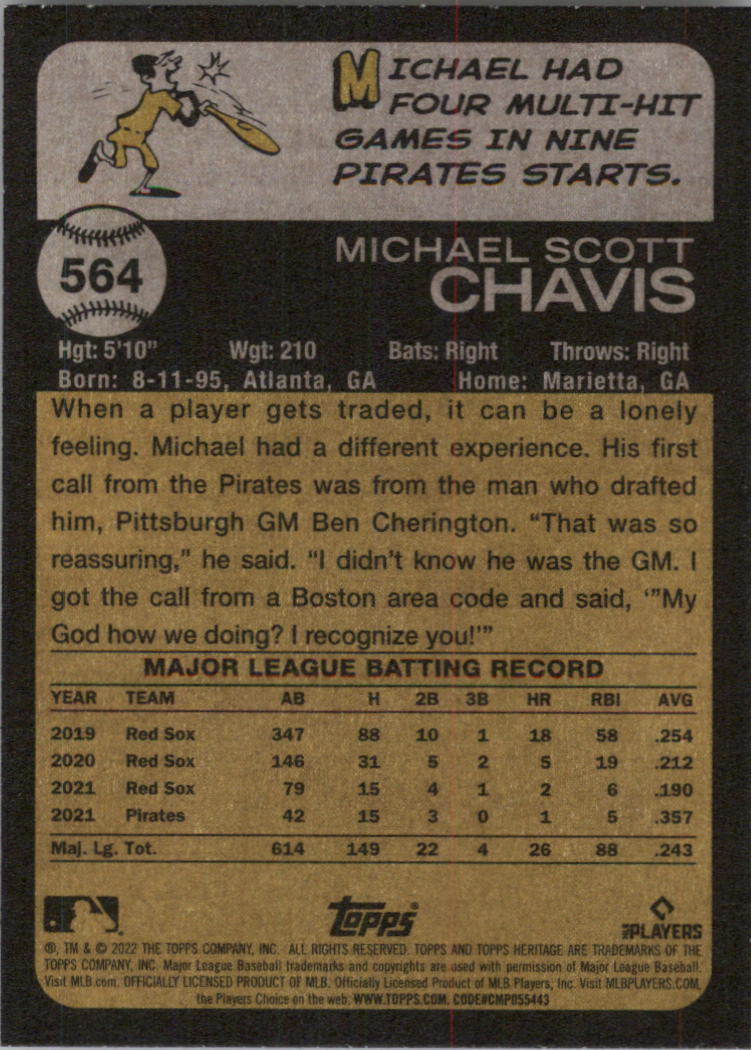 MICHAEL HAD
FOUR MULTI-HIT
GAMES IN NINE
PIRATES STARTS.
564
MICHAEL SCOTT
CHAVIS
Hgt: 5'10" Wgt: 210 Bats: Right Throws: Right
Born: 8-11-95, Atlanta, GA Home: Marietta, GA
When a player gets traded, it can be a lonely
feeling. Michael had a different experience. His first
call from the Pirates was from the man who drafted
him, Pittsburgh GM Ben Cherington. “That was so
reassuring,” he said. “I didn’t know he was the GM. I
got the call from a Boston area code and said, ‘”My
God how we doing? I recognize you!’”
MAJOR LEAGUE BATTING RECORD
YEAR TEAM AB H 2B 3B HR RBI AVG
2019 Red Sox 347 88 10 1 18 58 .254
2020 Red Sox 146 31 5 2 5 19 .212
2021 Red Sox 79 15 4 1 2 6 .190
2021 Pirates 42 15 3 0 1 5 .357
Maj. Lg. Tot. 614 149 22 4 26 88 .243
Topps® PLAYERS
®, TM & © 2022 THE TOPPS COMPANY, INC. ALL RIGHTS RESERVED. TOPPS AND TOPPS HERITAGE ARE TRADEMARKS OF THE
TOPPS COMPANY, INC. Major League Baseball trademarks and copyrights are used with permission of Major League Baseball.
Visit MLB.com. OFFICIALLY LICENSED PRODUCT OF MLB. Officially Licensed Product of MLB Players, Inc. Visit MLBPLAYERS.COM,
the Players Choice on the web. WWW.TOPPS.COM. CODE#CMP055443